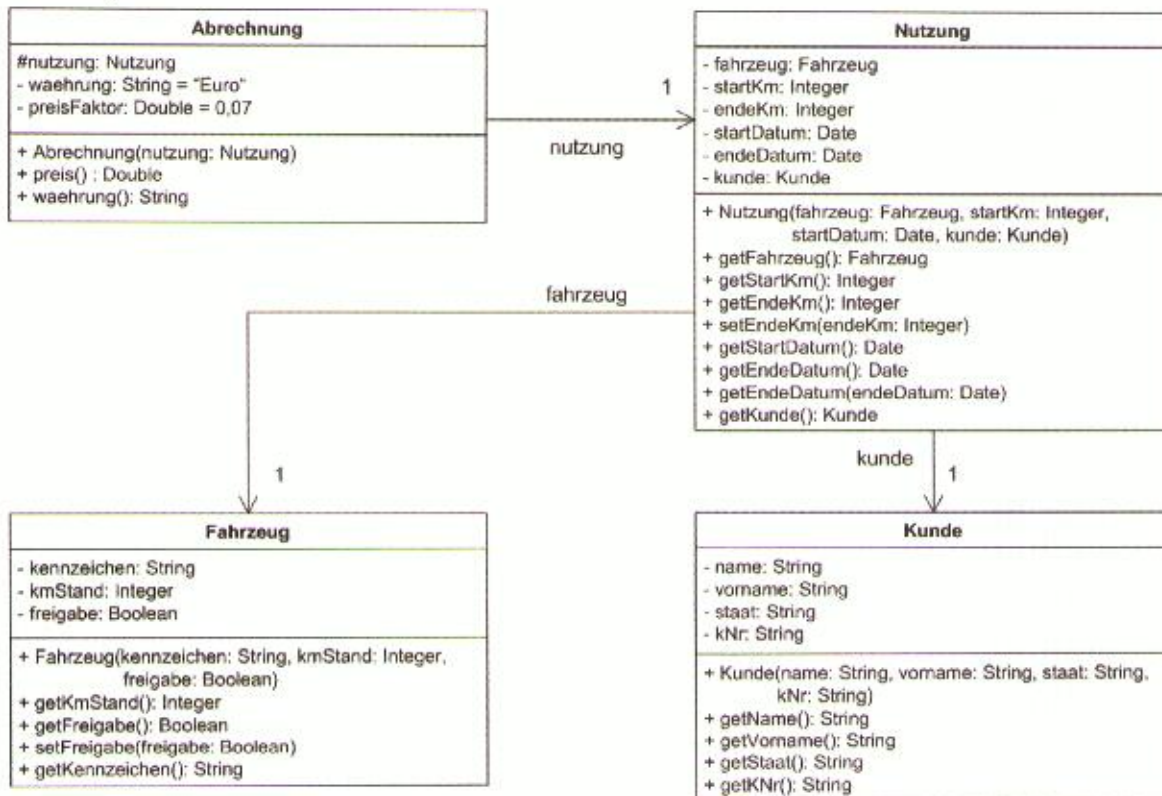 Abrechnung
#nutzung: Nutzung
- waehrung: String = "Euro"
- preisFaktor: Double = 0,07
+ Abrechnung(nutzung: Nutzung)
+ preis() : Double
+ waehrung(): String
1
nutzung
Nutzung
- fahrzeug: Fahrzeug
- startKm: Integer
- endeKm: Integer
- startDatum: Date
- endeDatum: Date
- kunde: Kunde
+ Nutzung(fahrzeug: Fahrzeug, startKm: Integer,
startDatum: Date, kunde: Kunde)
+ getFahrzeug(): Fahrzeug
+ getStartKm(): Integer
+ getEndeKm(): Integer
+ setEndeKm(endeKm: Integer)
+ getStartDatum(): Date
+ getEndeDatum(): Date
+ getEndeDatum(endeDatum: Date)
+ getKunde(): Kunde
fahrzeug
1
kunde
1
Fahrzeug
- kennzeichen: String
- kmStand: Integer
- freigabe: Boolean
+ Fahrzeug(kennzeichen: String, kmStand: Integer,
freigabe: Boolean)
+ getKmStand(): Integer
+ getFreigabe(): Boolean
+ setFreigabe(freigabe: Boolean)
+ getKennzeichen(): String
Kunde
- name: String
- vorname: String
- staat: String
- kNr: String
+ Kunde(name: String, vorname: String, staat: String,
kNr: String)
+ getName(): String
+ getVorname(): String
+ getStaat(): String
+ getKNr(): String